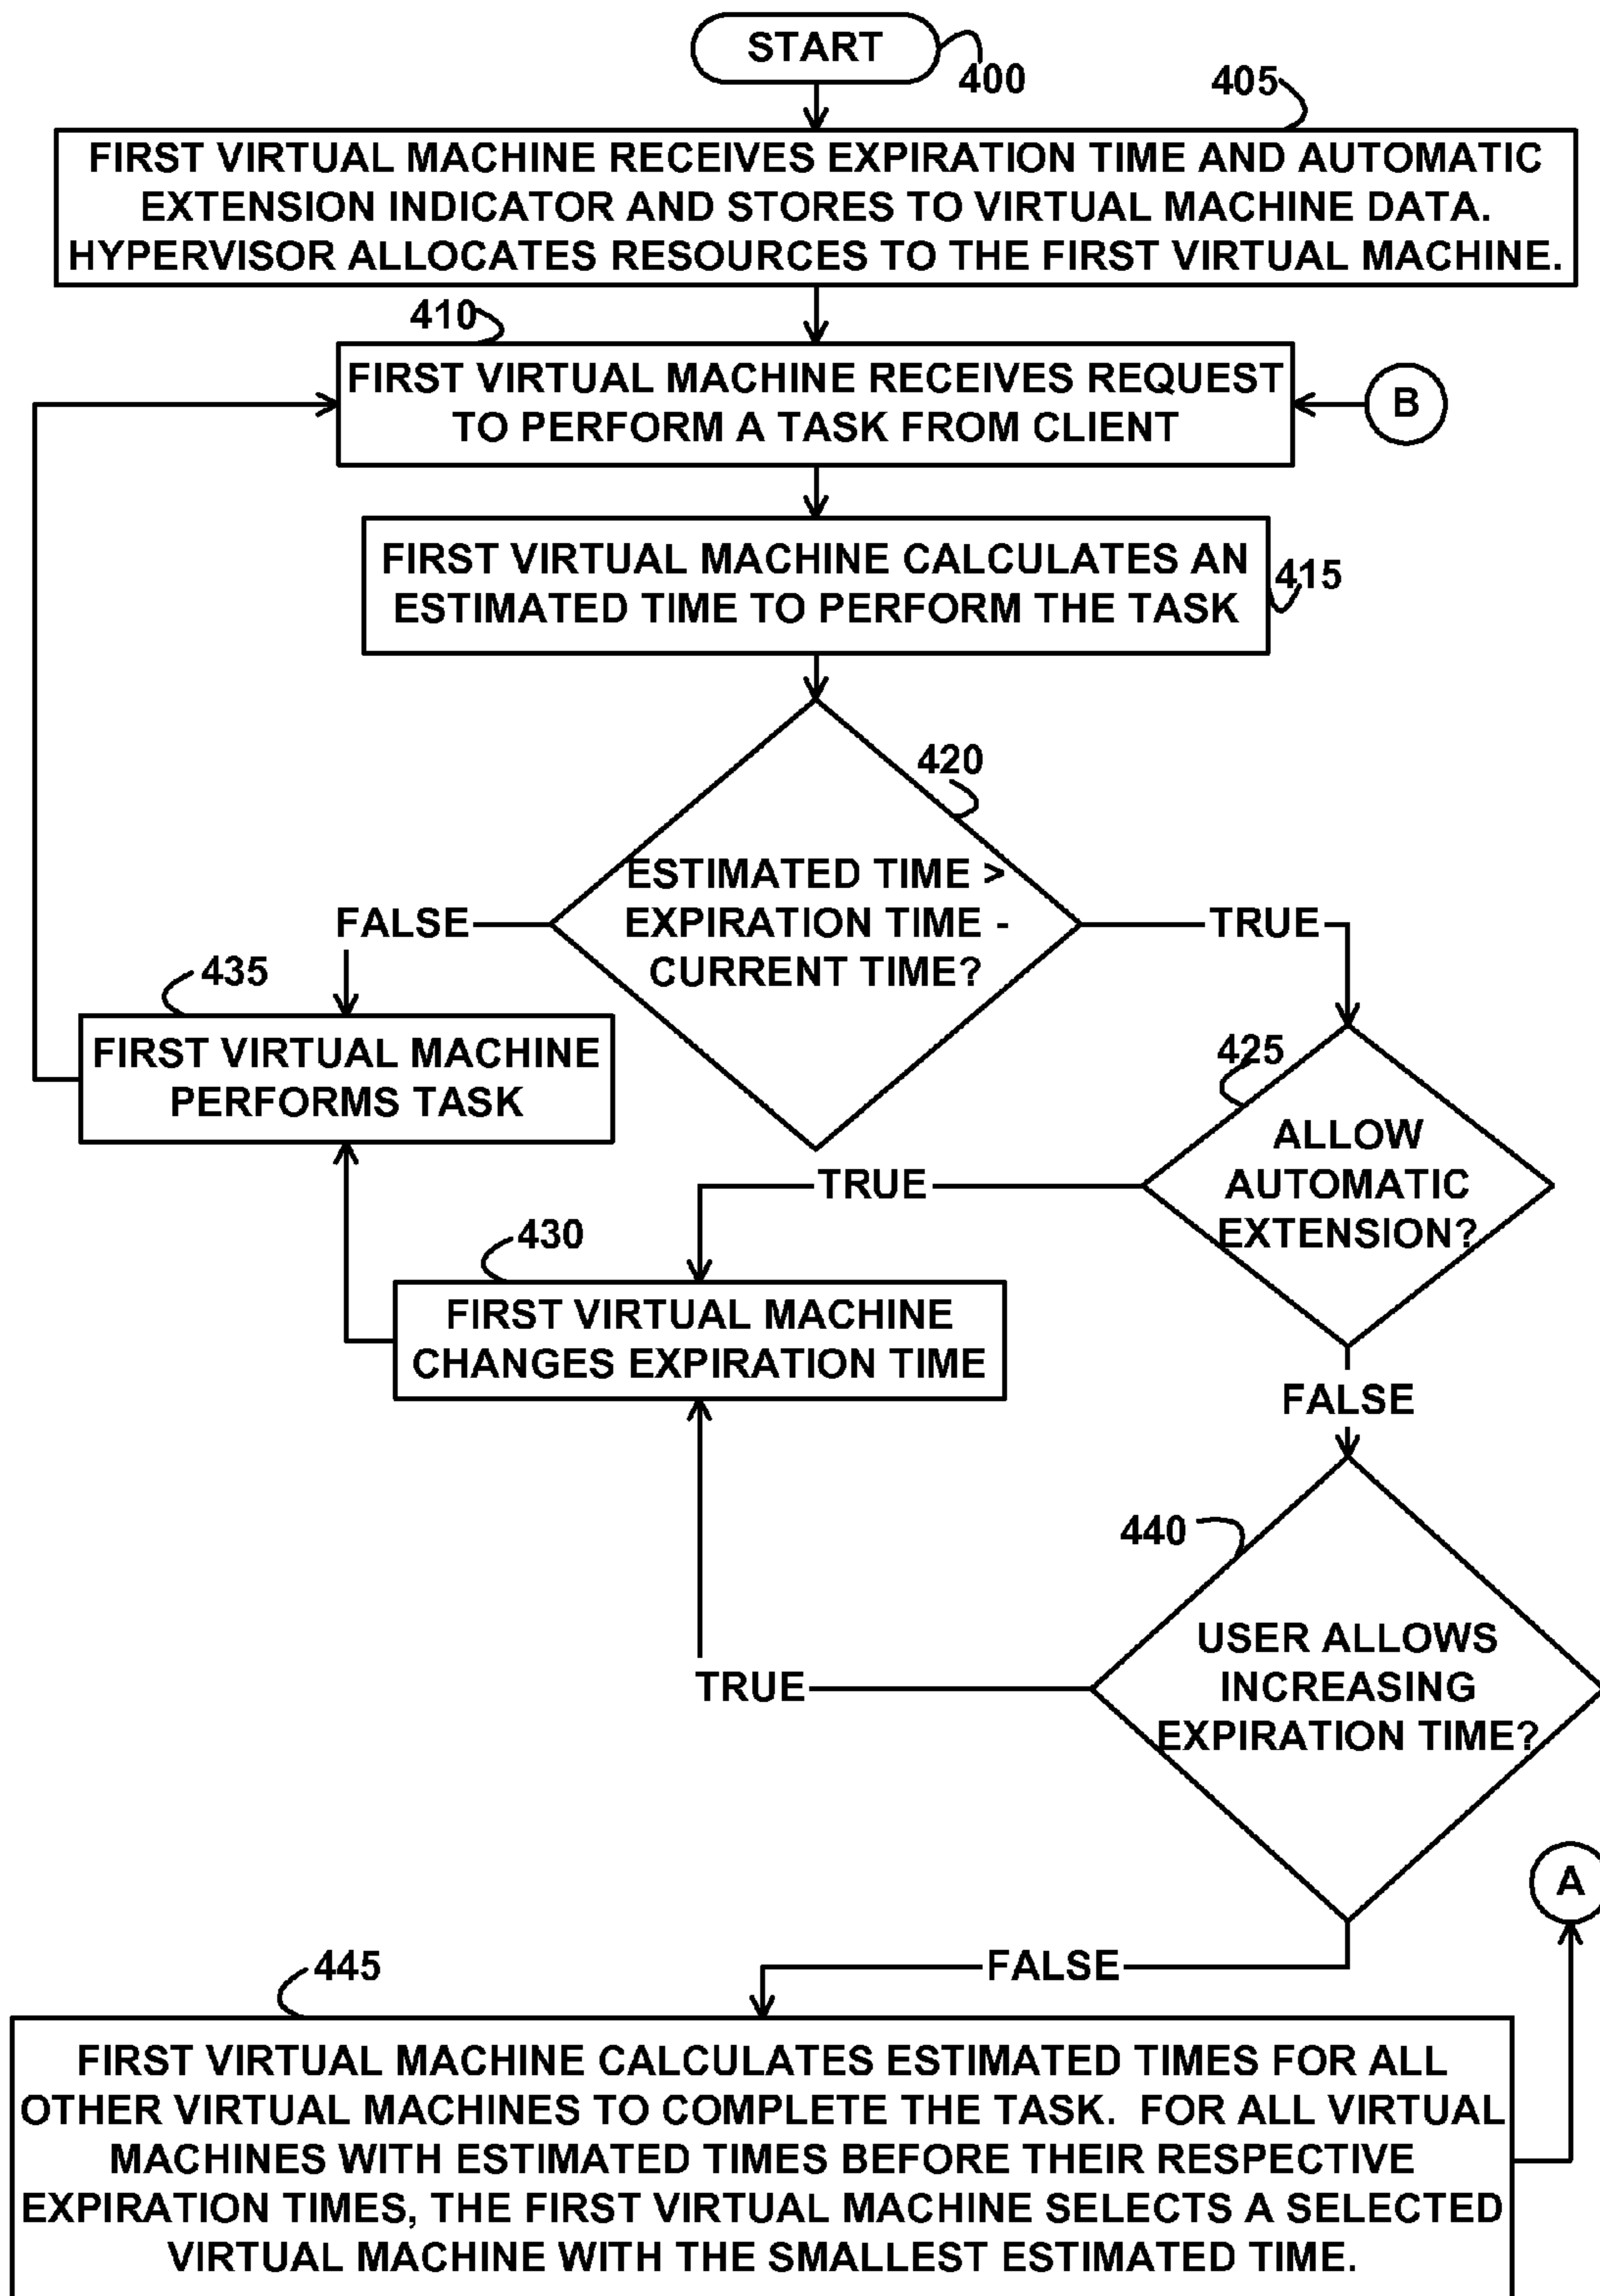 START
400
405
FIRST VIRTUAL MACHINE RECEIVES EXPIRATION TIME AND AUTOMATIC
EXTENSION INDICATOR AND STORES TO VIRTUAL MACHINE DATA.
HYPERVISOR ALLOCATES RESOURCES TO THE FIRST VIRTUAL MACHINE.
410
FIRST VIRTUAL MACHINE RECEIVES REQUEST
TO PERFORM A TASK FROM CLIENT
B
FIRST VIRTUAL MACHINE CALCULATES AN
ESTIMATED TIME TO PERFORM THE TASK
415
420
ESTIMATED TIME >
EXPIRATION TIME -
CURRENT TIME?
FALSE
TRUE
435
FIRST VIRTUAL MACHINE
PERFORMS TASK
425
ALLOW
AUTOMATIC
EXTENSION?
TRUE
430
FIRST VIRTUAL MACHINE
CHANGES EXPIRATION TIME
FALSE
440
USER ALLOWS
INCREASING
EXPIRATION TIME?
TRUE
A
FALSE
445
FIRST VIRTUAL MACHINE CALCULATES ESTIMATED TIMES FOR ALL
OTHER VIRTUAL MACHINES TO COMPLETE THE TASK.  FOR ALL VIRTUAL
MACHINES WITH ESTIMATED TIMES BEFORE THEIR RESPECTIVE
EXPIRATION TIMES, THE FIRST VIRTUAL MACHINE SELECTS A SELECTED
VIRTUAL MACHINE WITH THE SMALLEST ESTIMATED TIME.